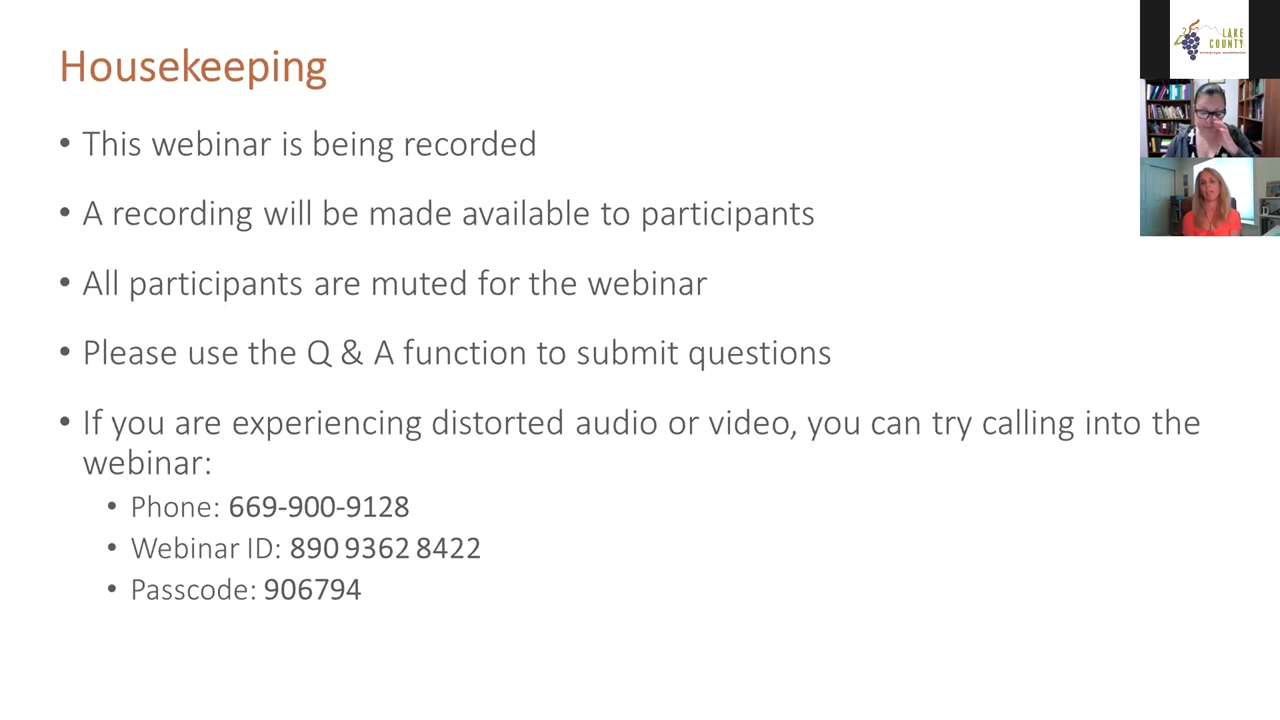 Housekeeping
• This webinar is being recorded
• A recording will be made available to participants
• All participants are muted for the webinar
• Please use the Q & A function to submit questions
• If you are experiencing distorted audio or video, you can try calling into the
webinar:
• Phone: 669-900-9128
• Webinar ID: 890 9362 8422
• Passcode: 906794
LAKE
COUNTY